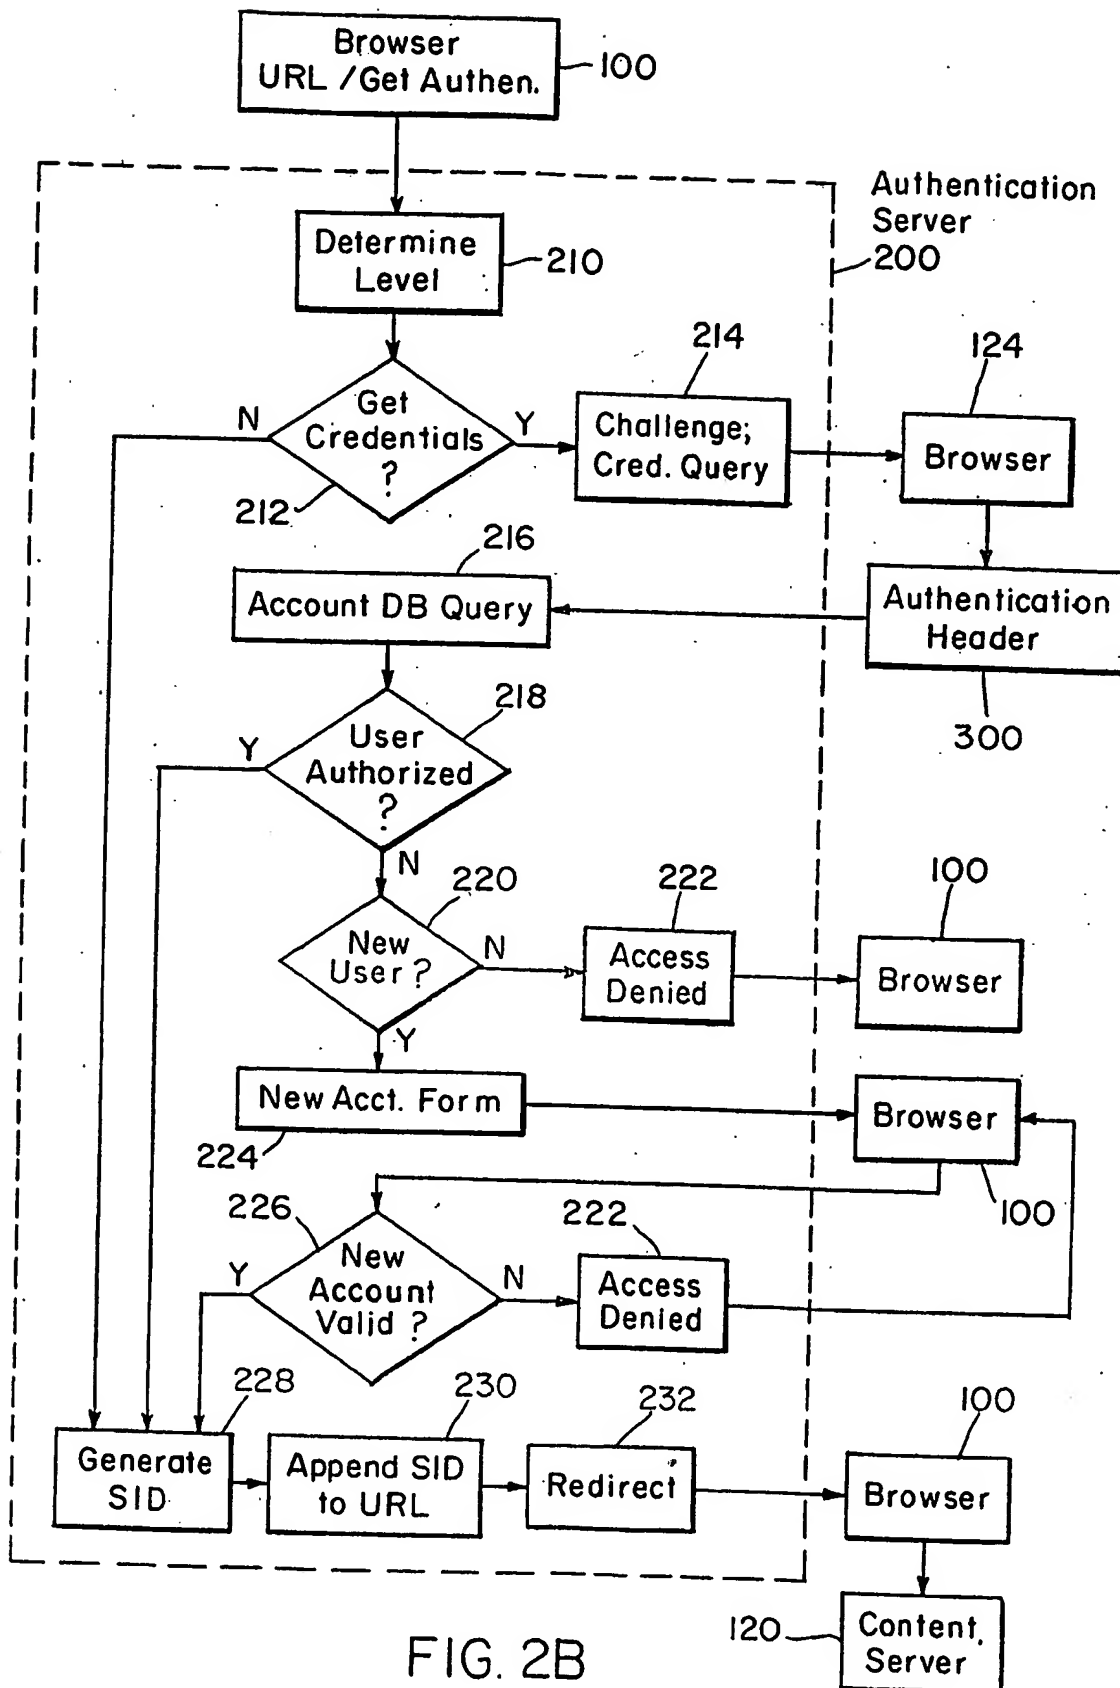 Browser
URL / Get Authen.
100
Authentication
Server
200
Determine
Level
210
Get
Credentials
?
N
Y
212
214
Challenge;
Cred. Query
124
Browser
216
Account DB Query
Authentication
Header
300
218
User
Authorized
?
Y
N
220
New
User ?
N
Y
222
Access
Denied
100
Browser
New Acct. Form
224
Browser
100
226
New
Account
Valid ?
Y
N
222
Access
Denied
228
Generate
SID
230
Append SID
to URL
232
Redirect
100
Browser
120
Content
Server
FIG. 2B